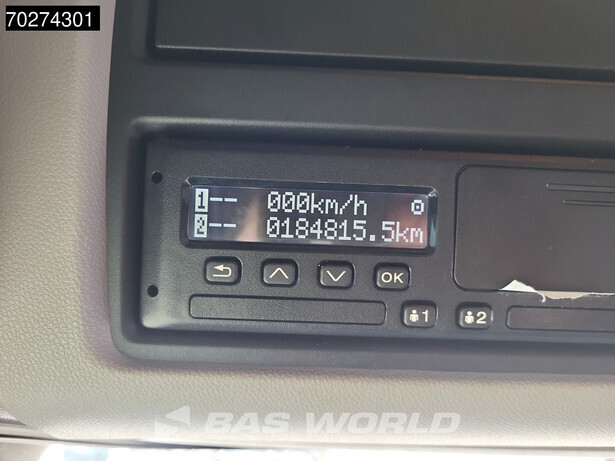 70274301
1-- 000km/h
2-- 0184815.5km
OK
1 2
BAS WORLD